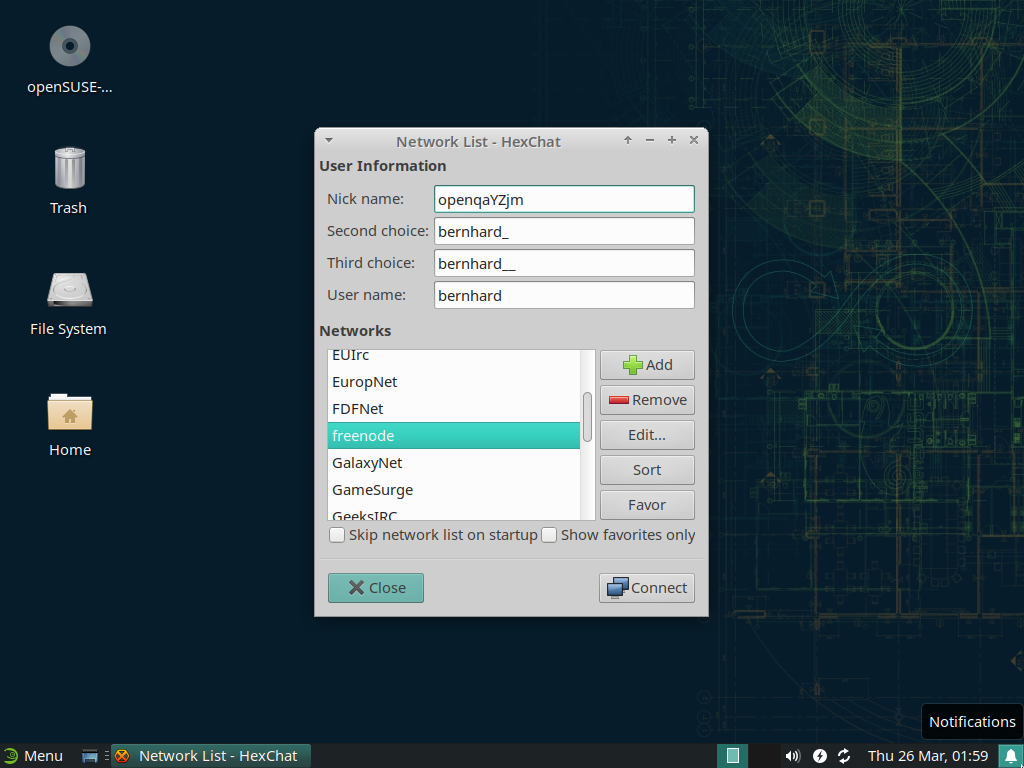 openSUSE-...
Trash
File System
Home
Network List - HexChat
User Information
Nick name: openqaYZjm
Second choice: bernhard_
Third choice: bernhard__
User name: bernhard
Networks
EUIrc
EuropNet
FDFNet
freenode
GalaxyNet
GameSurge
GeeksIRC
Add
Remove
Edit...
Sort
Favor
Skip network list on startup Show favorites only
Close Connect
Notifications
Menu Network List - HexChat Thu 26 Mar, 01:59